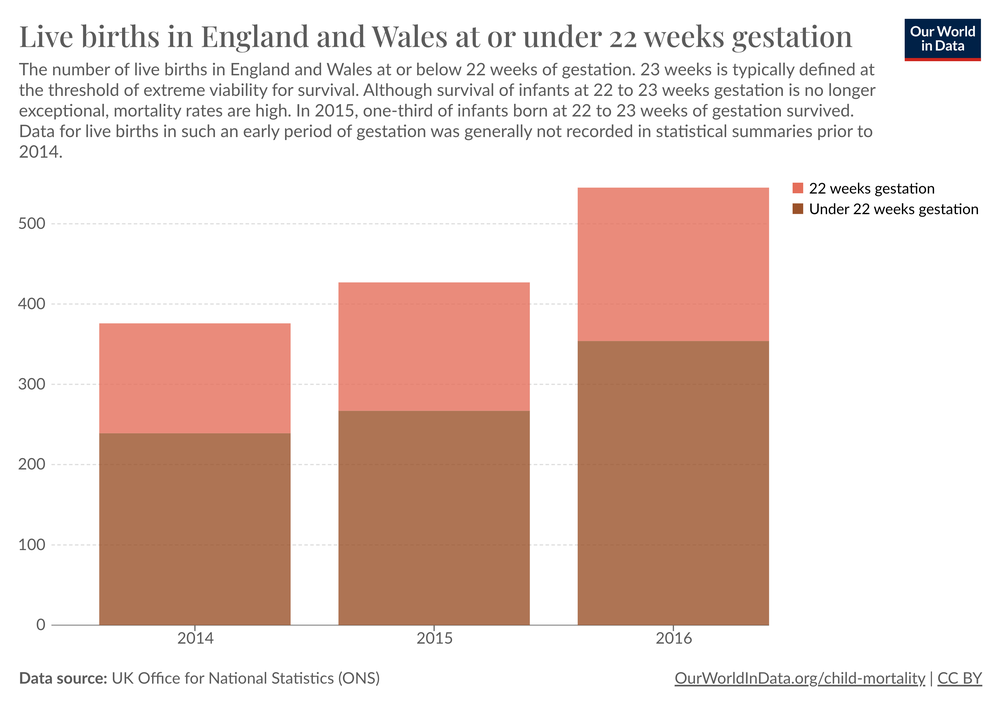 Live births in England and Wales at or under 22 weeks gestation
Our World
in Data
The number of live births in England and Wales at or below 22 weeks of gestation. 23 weeks is typically defined at
the threshold of extreme viability for survival. Although survival of infants at 22 to 23 weeks gestation is no longer
exceptional, mortality rates are high. In 2015, one-third of infants born at 22 to 23 weeks of gestation survived.
Data for live births in such an early period of gestation was generally not recorded in statistical summaries prior to
2014.
22 weeks gestation
Under 22 weeks gestation
500
400
300
200
100
0
2014
2015
2016
Data source: UK Office for National Statistics (ONS)
OurWorldInData.org/child-mortality | CC BY